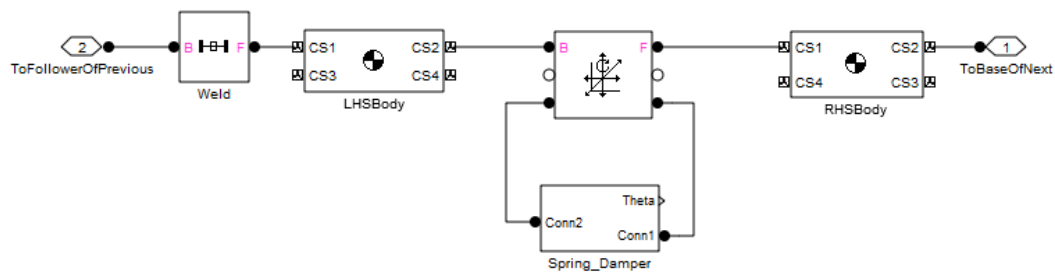 2
ToFollowerOfPrevious
B F
Weld
CS1 CS2
CS3 CS4
LHSBody
B F
C
CS1 CS2
CS4 CS3
RHSBody
1
ToBaseOfNext
Theta
Conn2
Conn1
Spring_Damper